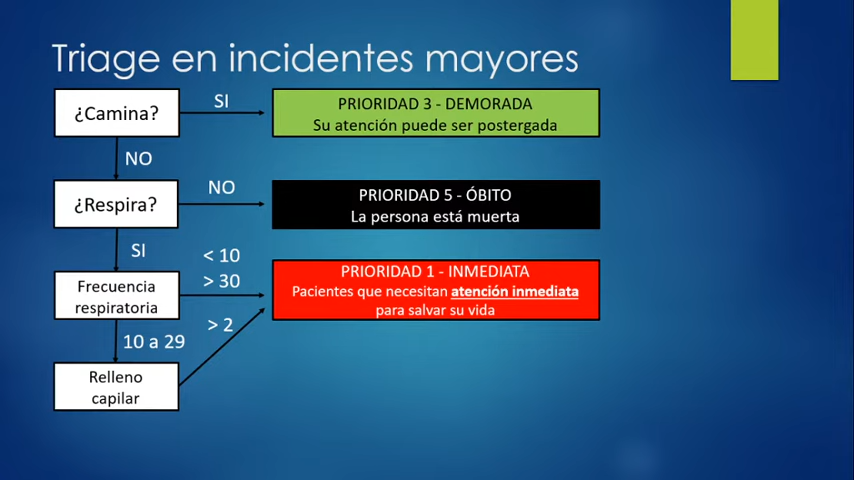 Triage en incidentes mayores
¿Camina?
SI
PRIORIDAD 3 - DEMORADA
Su atención puede ser postergada
NO
¿Respira?
NO
PRIORIDAD 5 - ÓBITO
La persona está muerta
SI
Frecuencia
respiratoria
< 10
> 30
PRIORIDAD 1 - INMEDIATA
Pacientes que necesitan atención inmediata
para salvar su vida
10 a 29
> 2
Relleno
capilar